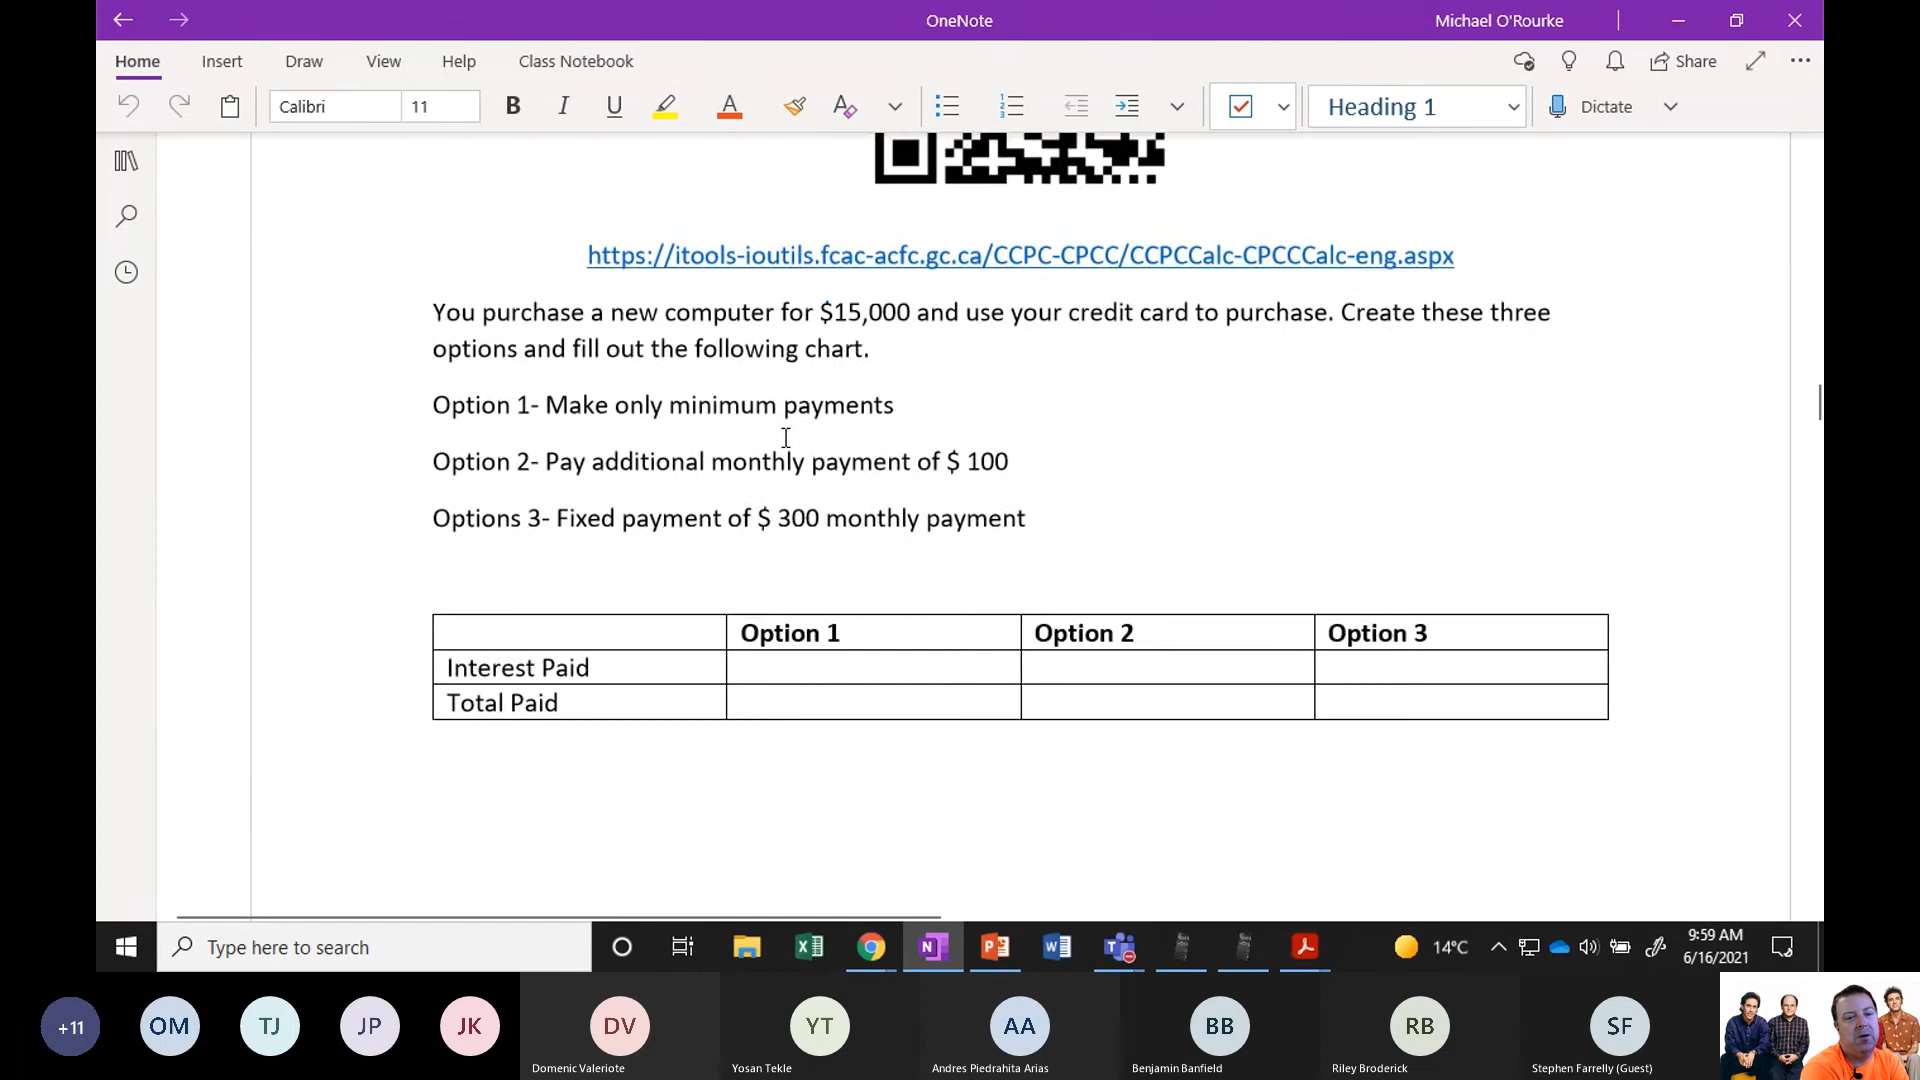 OneNote
Michael O'Rourke
Home Insert Draw View Help Class Notebook Share
Calibri 11 B I U A A Heading 1 Dictate
https://itools-ioutils.fcac-acfc.gc.ca/CCPC-CPCC/CCPCCalc-CPCCCalc-eng.aspx
You purchase a new computer for $15,000 and use your credit card to purchase. Create these three
options and fill out the following chart.
Option 1- Make only minimum payments
Option 2- Pay additional monthly payment of $ 100
Options 3- Fixed payment of $ 300 monthly payment
Option 1 Option 2 Option 3
Interest Paid
Total Paid
Type here to search
14°C
9:59 AM
6/16/2021
+11 OM TJ JP JK DV YT AA BB RB SF
Domenic Valeriote Yosan Tekle Andres Piedrahita Arias Benjamin Banfield Riley Broderick Stephen Farrelly (Guest)